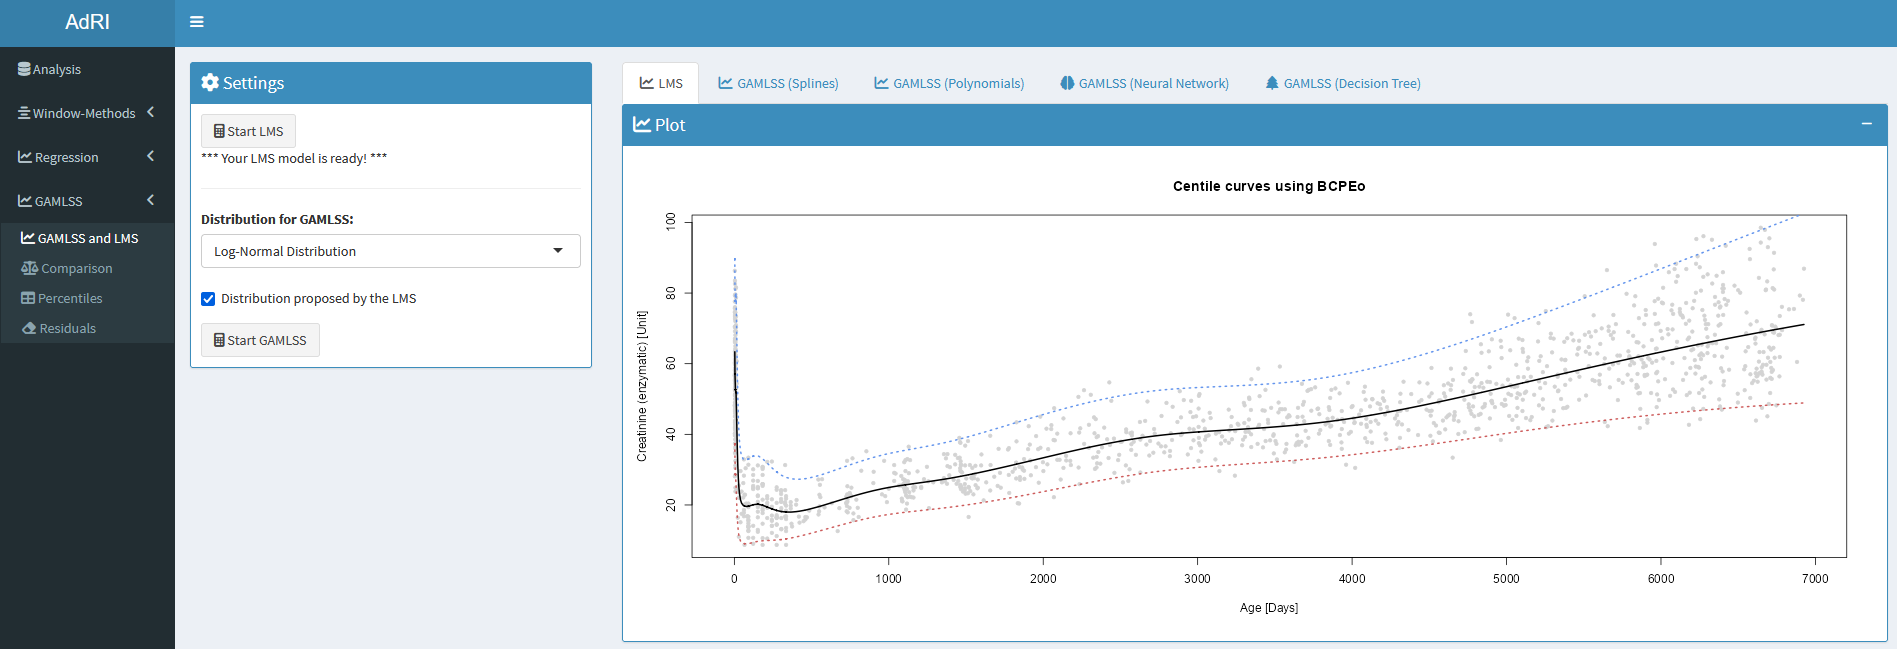 AdRI
Analysis
Window-Methods
Regression
GAMLSS
GAMLSS and LMS
Comparison
Percentiles
Residuals
Settings
Start LMS
*** Your LMS model is ready! ***
Distribution for GAMLSS:
Log-Normal Distribution
Distribution proposed by the LMS
Start GAMLSS
LMS GAMLSS (Splines) GAMLSS (Polynomials) GAMLSS (Neural Network) GAMLSS (Decision Tree)
Plot
Centile curves using BCPEo
Creatinine (enzymatic) [Unit]
100
80
60
40
20
0 1000 2000 3000 4000 5000 6000 7000
Age [Days]